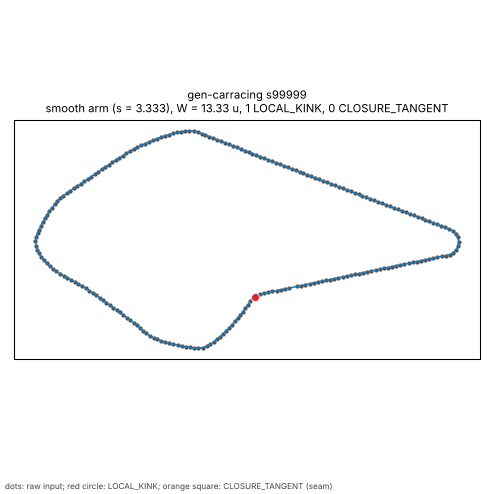 gen-carracing s99999
smooth arm (s = 3.333), W = 13.33 u, 1 LOCAL_KINK, 0 CLOSURE_TANGENT
dots: raw input; red circle: LOCAL_KINK; orange square: CLOSURE_TANGENT (seam)